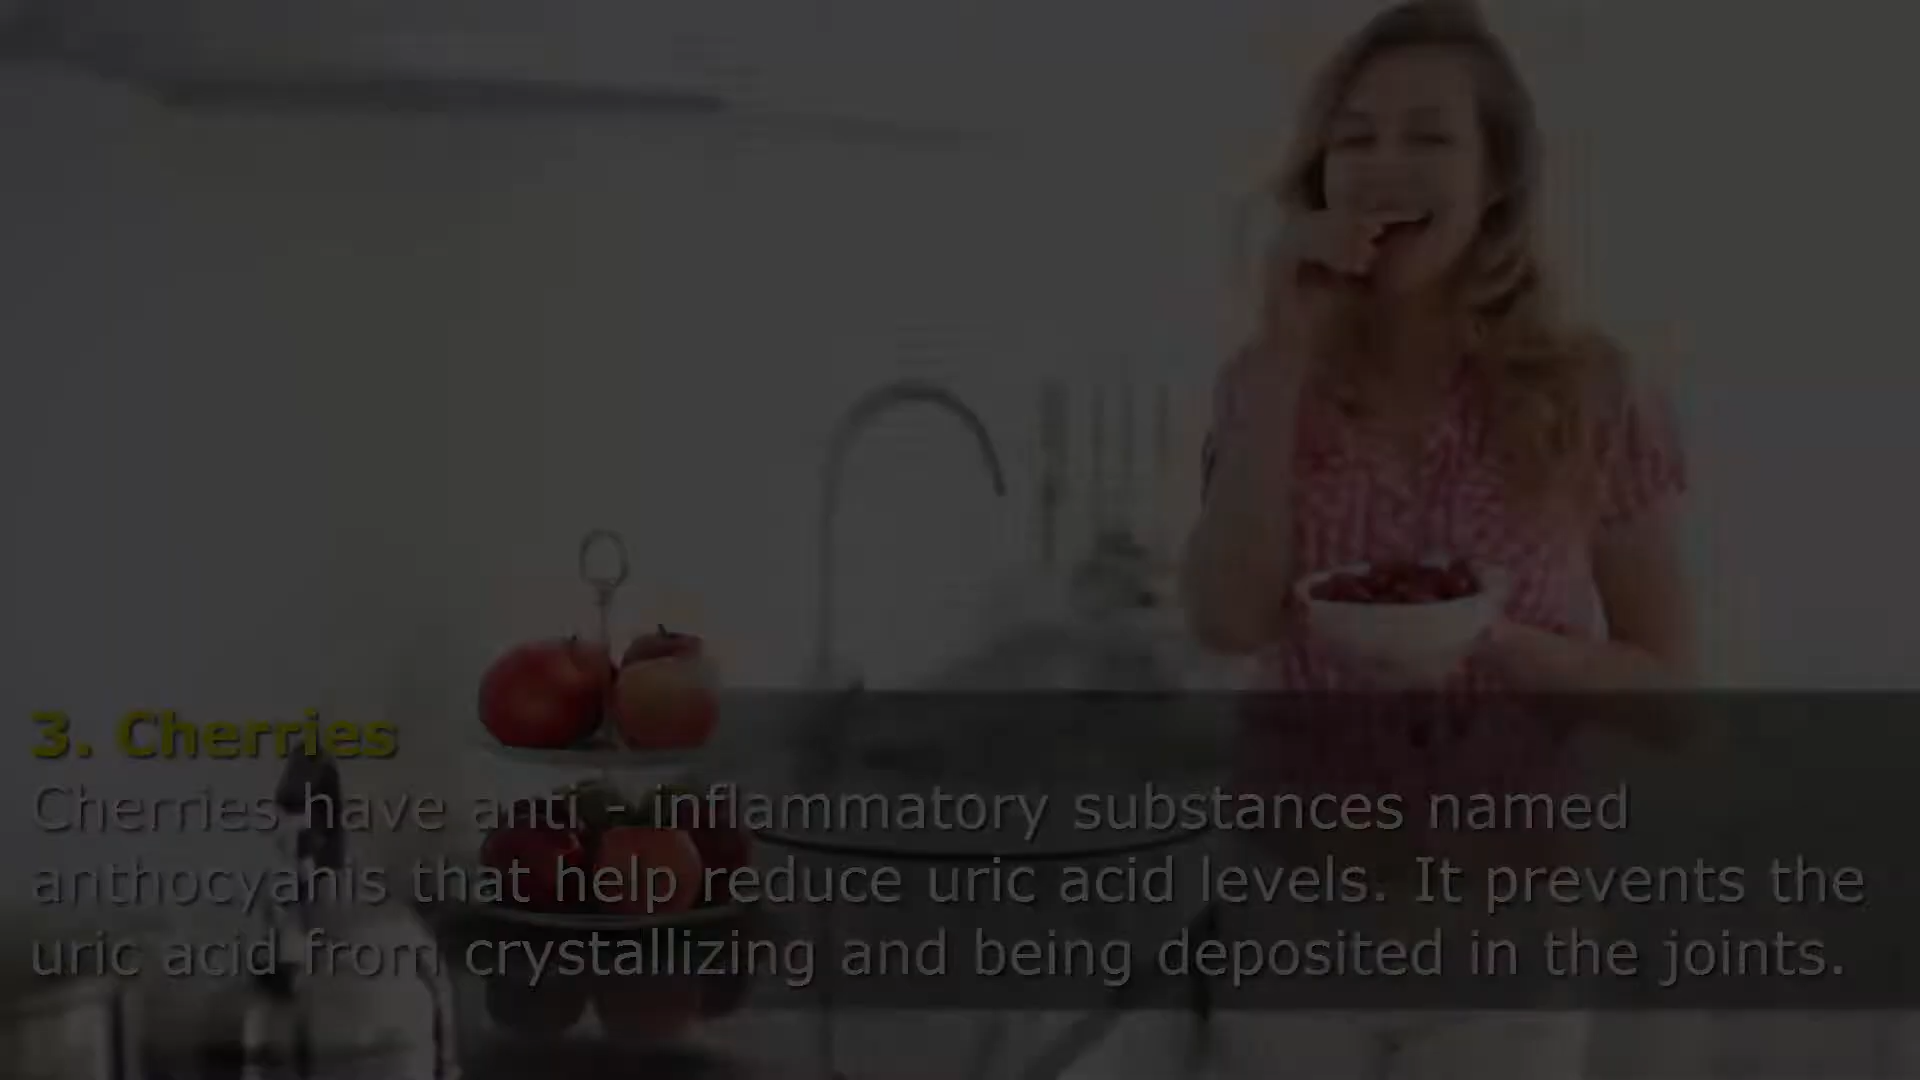 3. Cherries
Cherries have anti - inflammatory substances named
anthocyanis that help reduce uric acid levels. It prevents the
uric acid from crystallizing and being deposited in the joints.